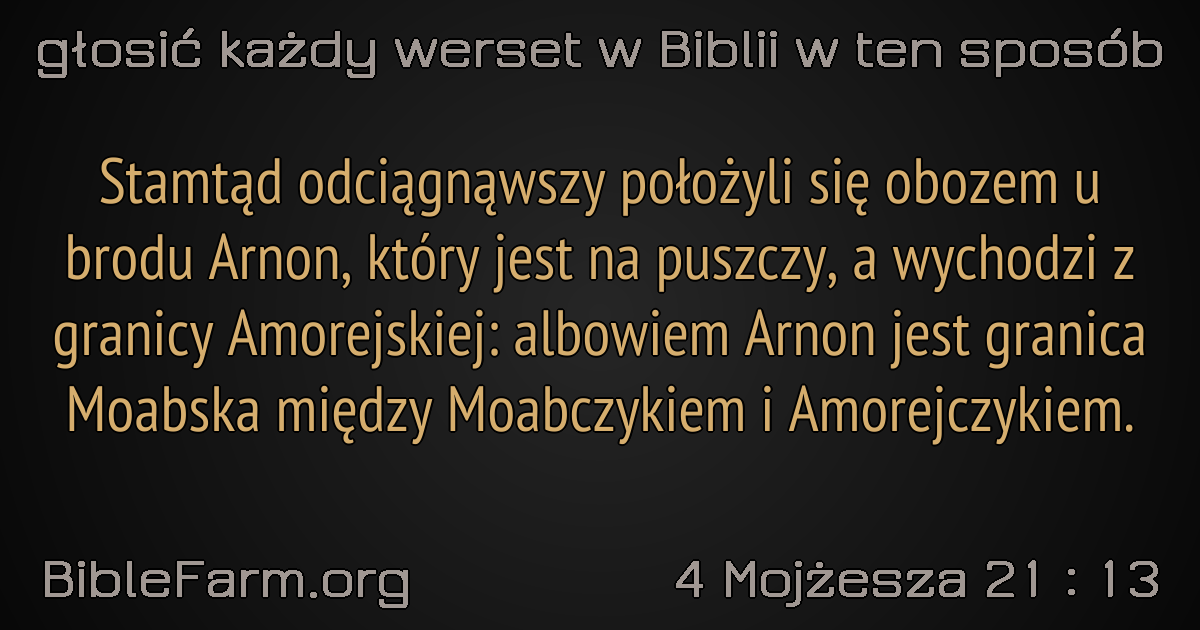 głosić każdy werset w Biblii w ten sposób
Stamtąd odciągnąwszy położyli się obozem u
brodu Arnon, który jest na puszczy, a wychodzi z
granicy Amorejskiej: albowiem Arnon jest granica
Moabska między Moabczykiem i Amorejczykiem.
BibleFarm.org
4 Mojżesza 21 : 13